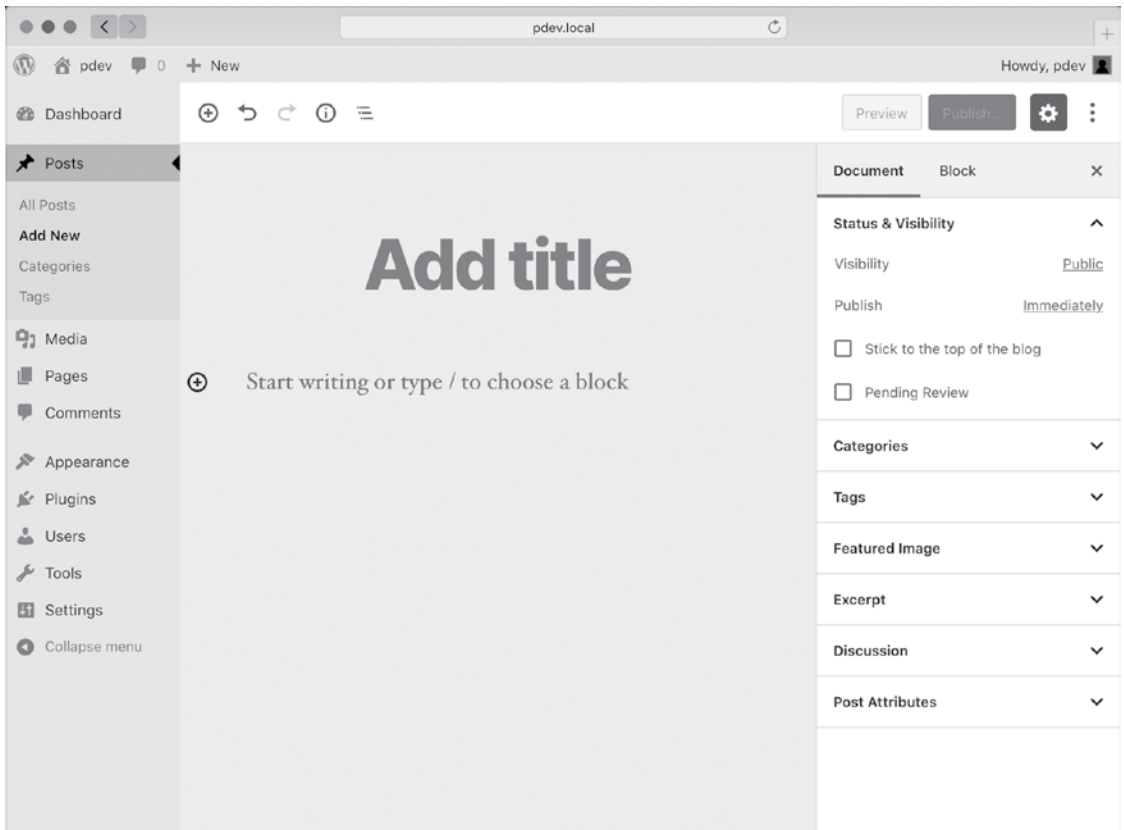 pdev.local
pdev 0 New Howdy, pdev
Dashboard
Preview Publish...
Posts
All Posts
Add New
Categories
Tags
Media
Pages
Comments
Appearance
Plugins
Users
Tools
Settings
Collapse menu
Add title
Start writing or type / to choose a block
Document Block
Status & Visibility
Visibility Public
Publish Immediately
Stick to the top of the blog
Pending Review
Categories
Tags
Featured Image
Excerpt
Discussion
Post Attributes